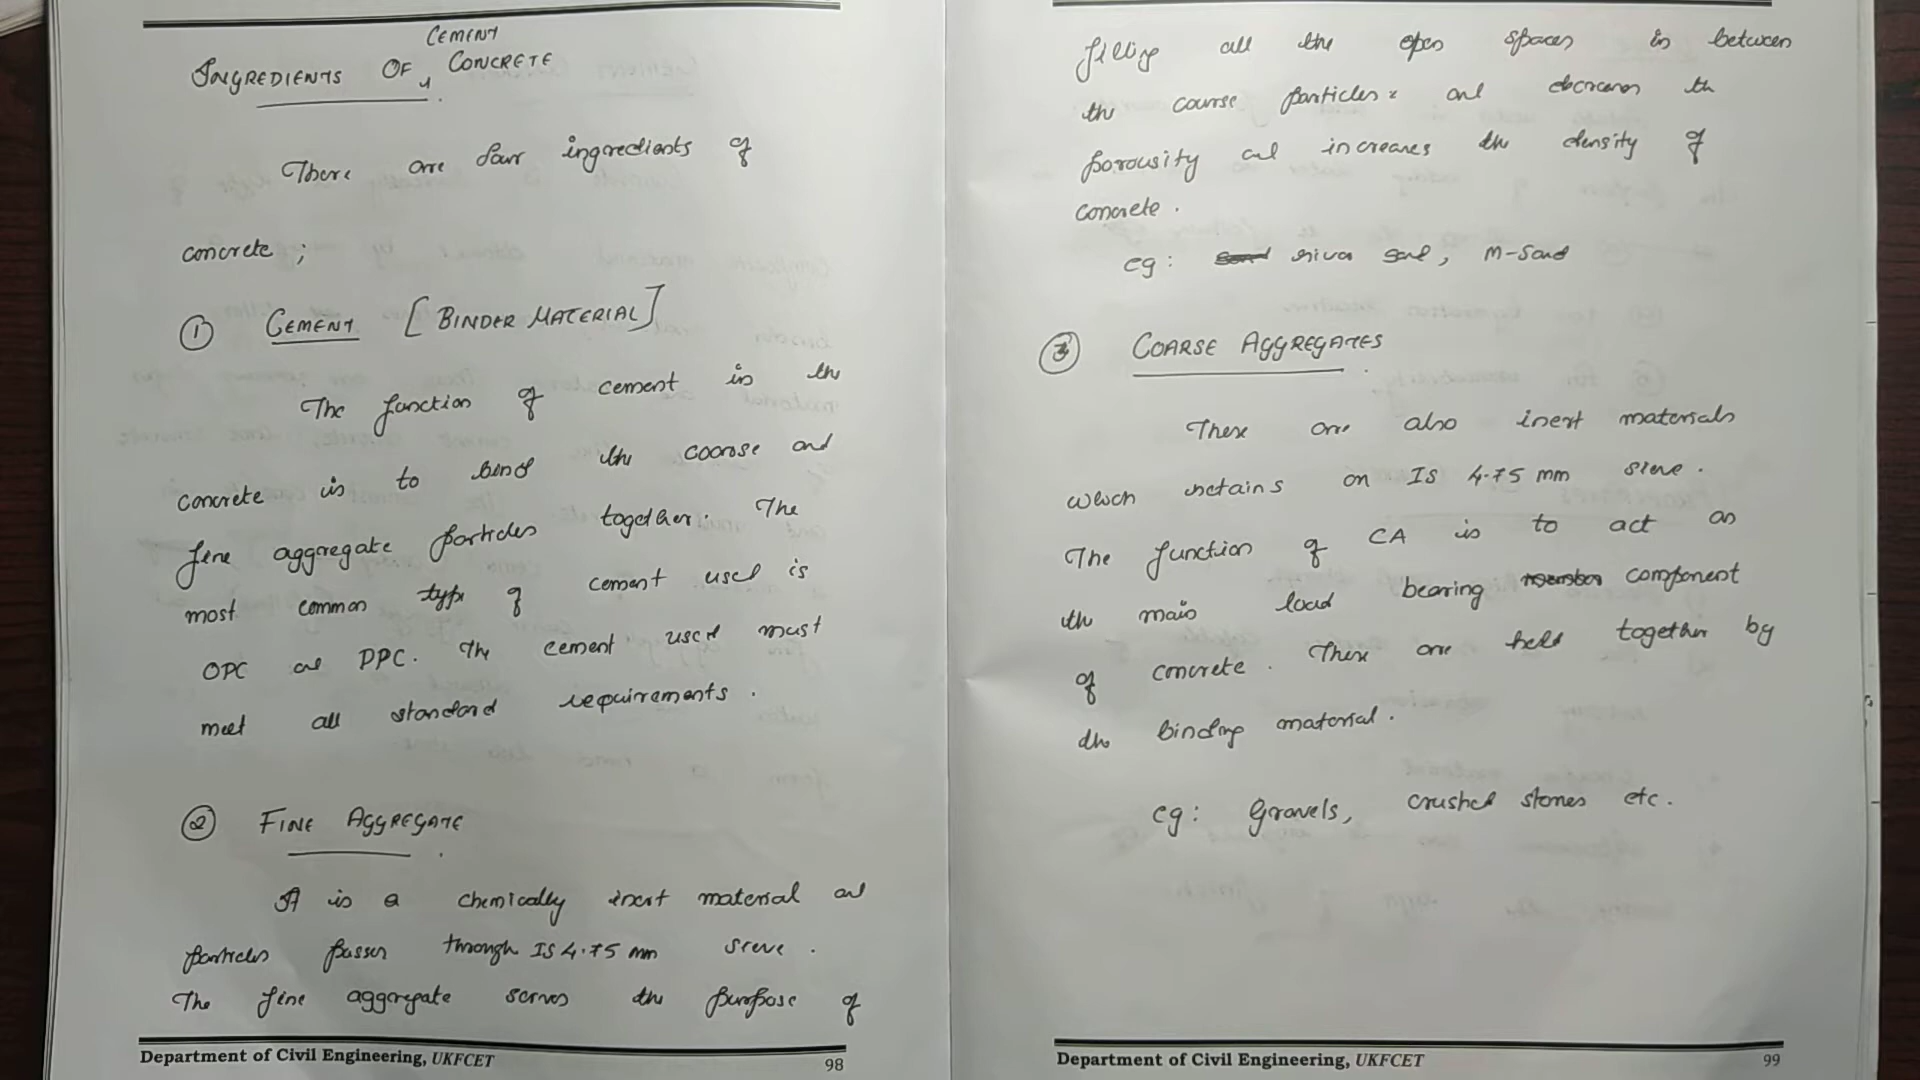 INGREDIENTS OF CEMENT CONCRETE
There are four ingredients of
concrete ;
① CEMENT [BINDER MATERIAL]
The function of cement in the
concrete is to bind the coarse and
fine aggregate particles together. The
most common type of cement used is
OPC and PPC. The cement used must
meet all standard requirements.
② FINE AGGREGATE
It is a chemically inert material and
particles passes through IS 4.75 mm sieve.
The fine aggregate serves the purpose of
Department of Civil Engineering, UKFCET 98
filling all the open spaces in between
the course particles and decreases the
porosity and increases the density of
concrete.
eg: river sand, M-Sand
③ COARSE AGGREGATES
These are also inert materials
which retains on IS 4.75 mm sieve.
The function of CA is to act as
the main load bearing component
of concrete. These are held together by
the binding material.
eg: Gravels, crushed stones etc.
Department of Civil Engineering, UKFCET 99